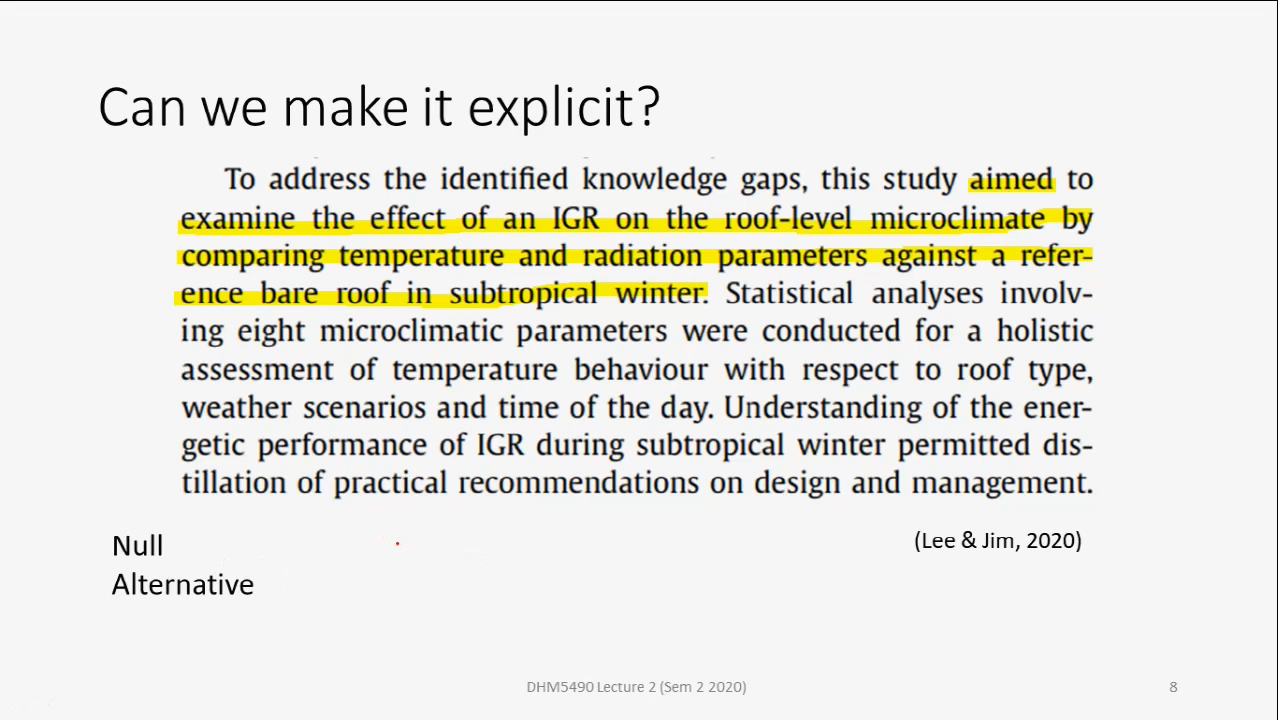 Can we make it explicit?
To address the identified knowledge gaps, this study aimed to
examine the effect of an IGR on the roof-level microclimate by
comparing temperature and radiation parameters against a refer-
ence bare roof in subtropical winter. Statistical analyses involv-
ing eight microclimatic parameters were conducted for a holistic
assessment of temperature behaviour with respect to roof type,
weather scenarios and time of the day. Understanding of the ener-
getic performance of IGR during subtropical winter permitted dis-
tillation of practical recommendations on design and management.
Null
(Lee & Jim, 2020)
Alternative
DHM5490 Lecture 2 (Sem 2 2020)
8